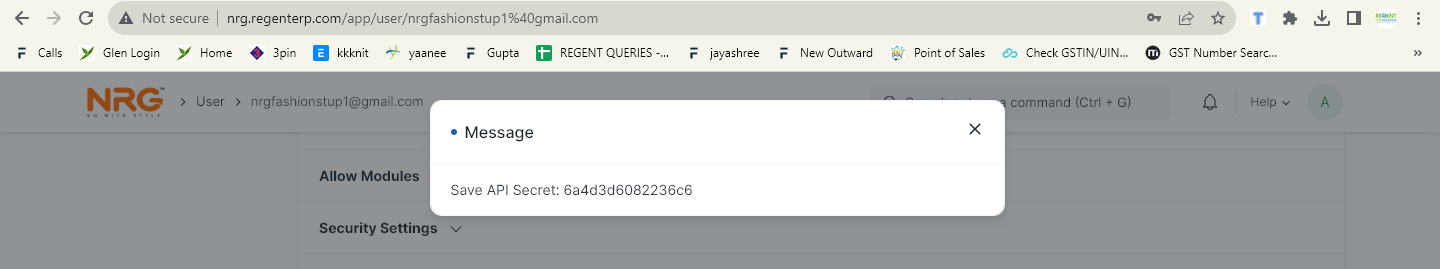 Not secure | nrg.regenterp.com/app/user/nrgfashionstup1%40gmail.com
Calls Glen Login Home 3pin kkknit yaanee Gupta REGENT QUERIES -... jayashree New Outward Point of Sales Check GSTIN/UIN... GST Number Searc... »
NRG GO WITH STYLE > User > nrgfashionstup1@gmail.com a command (Ctrl + G) Help A
Message
Allow Modules
Save API Secret: 6a4d3d6082236c6
Security Settings